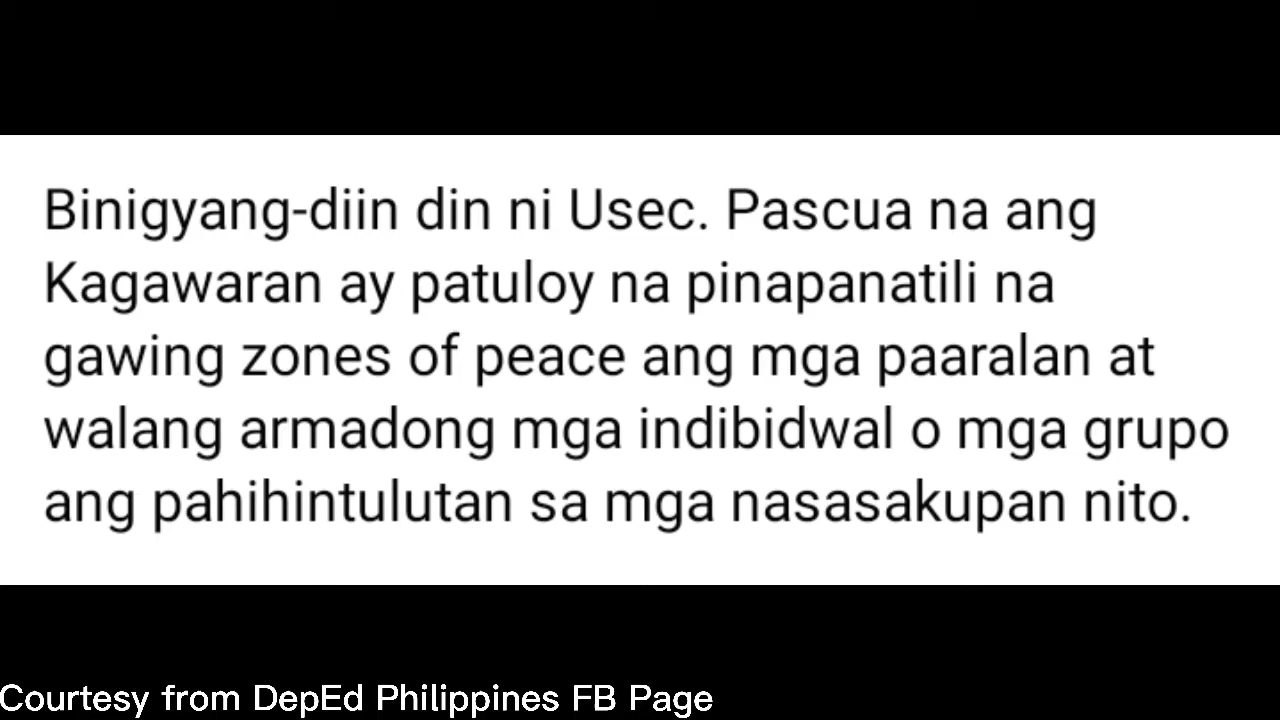 Binigyang-diin din ni Usec. Pascua na ang
Kagawaran ay patuloy na pinapanatili na
gawing zones of peace ang mga paaralan at
walang armadong mga indibidwal o mga grupo
ang pahihintulutan sa mga nasasakupan nito.
Courtesy from DepEd Philippines FB Page